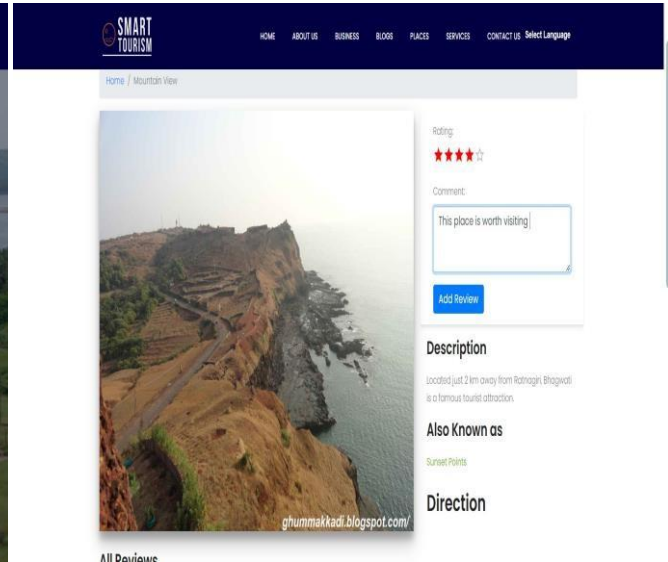 SMART
TOURISM
HOME ABOUT US BUSINESS BLOGS PLACES SERVICES CONTACT US Select Language
Home / Mountain View
Rating:
Comment:
This place is worth visiting
Add Review
Description
Located just 2 km away from Ratnagiri, Bhagwati
is a famous tourist attraction.
Also Known as
Sunset Points
Direction
ghummakkadi.blogspot.com/
All Reviews